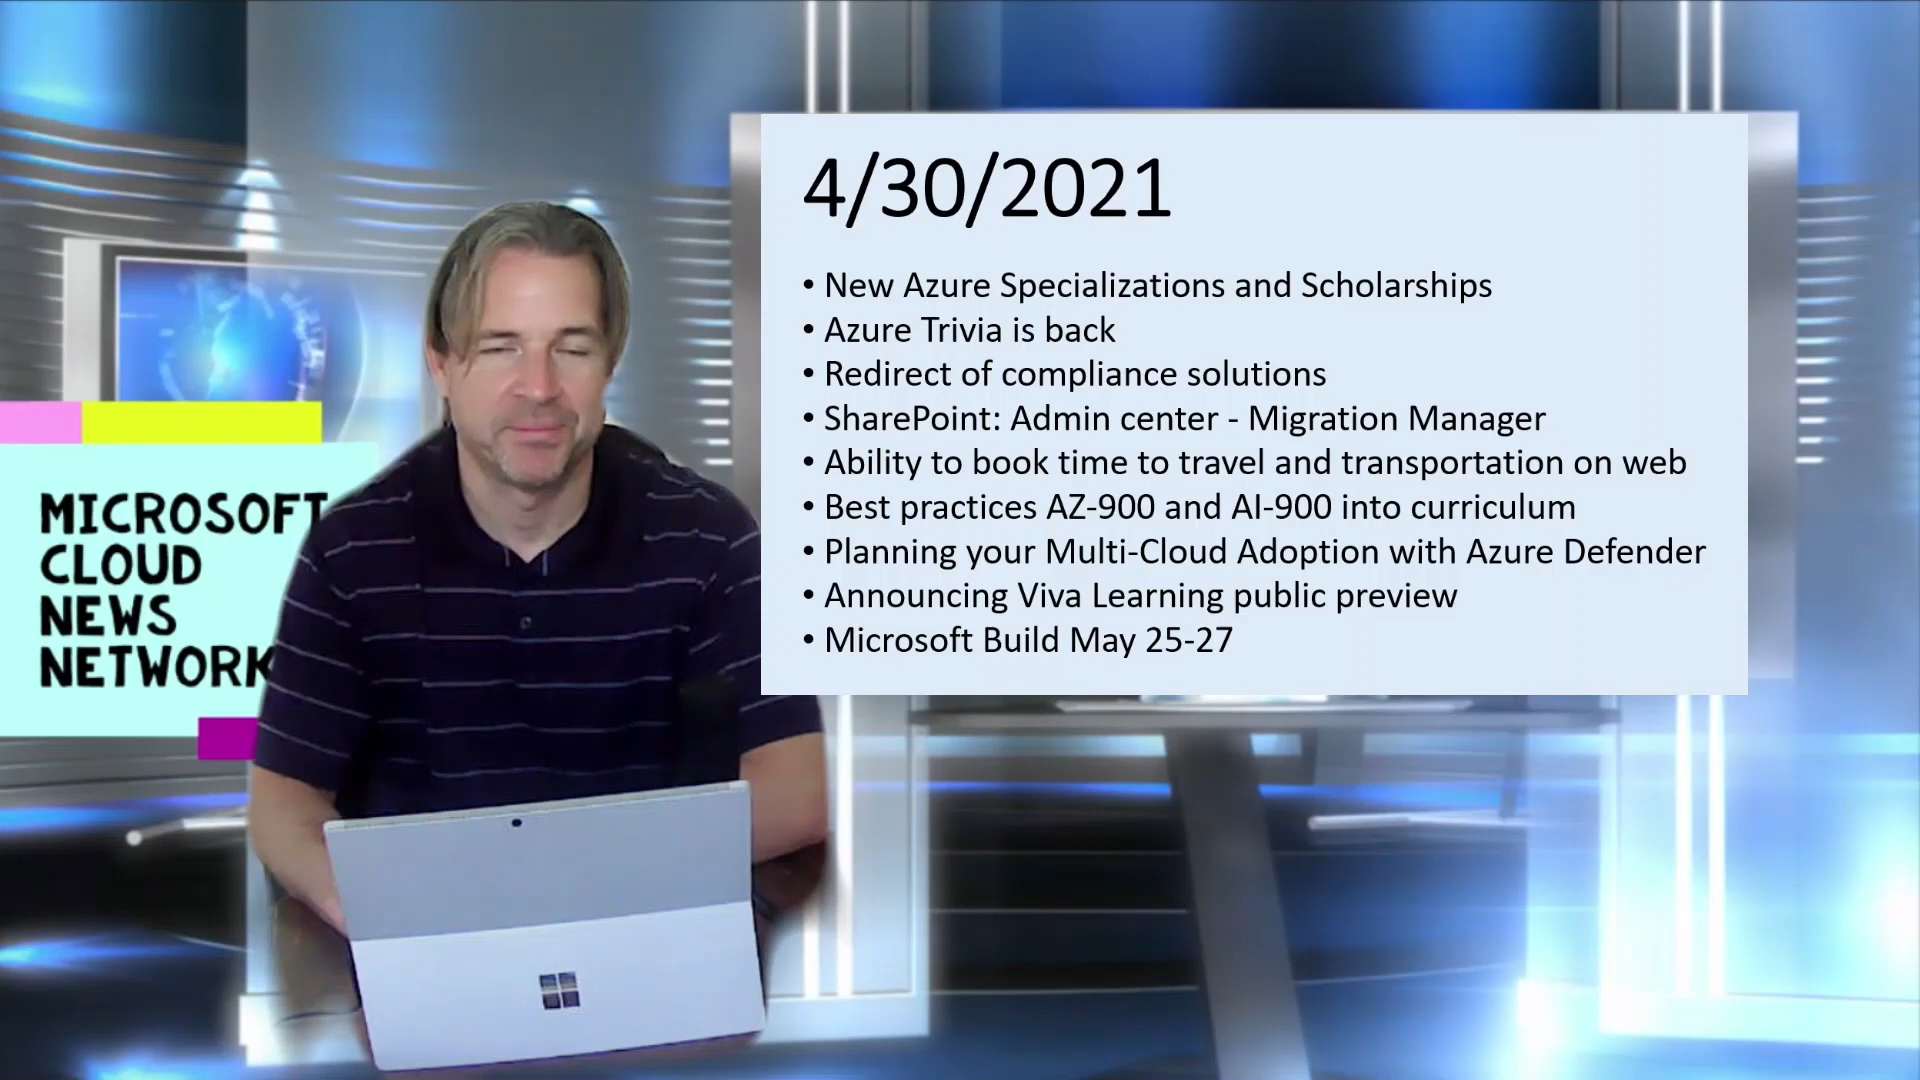 4/30/2021
• New Azure Specializations and Scholarships
• Azure Trivia is back
• Redirect of compliance solutions
• SharePoint: Admin center - Migration Manager
• Ability to book time to travel and transportation on web
• Best practices AZ-900 and AI-900 into curriculum
• Planning your Multi-Cloud Adoption with Azure Defender
• Announcing Viva Learning public preview
• Microsoft Build May 25-27
MICROSOFT
CLOUD
NEWS
NETWORK